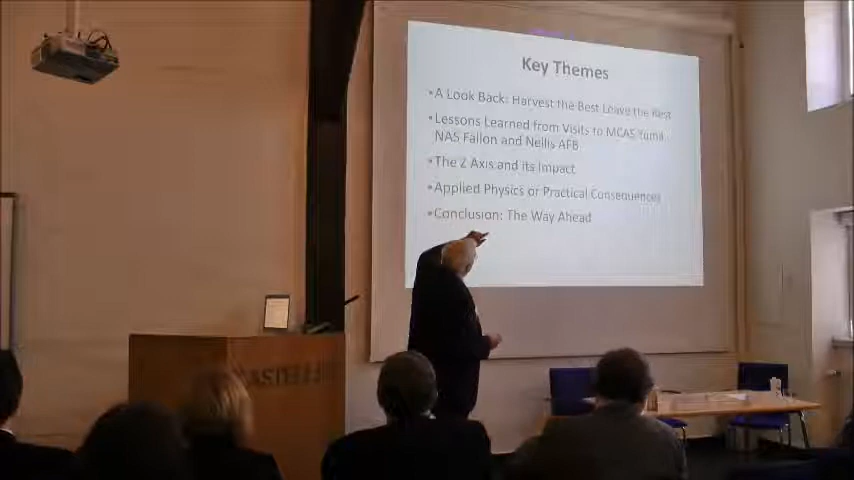 Key Themes
•A Look Back: Harvest the Best Leave the Rest
•Lessons Learned from Visits to MCAS Yuma
NAS Fallon and Nellis AFB
•The Z Axis and its Impact
•Applied Physics or Practical Consequences
•Conclusion: The Way Ahead